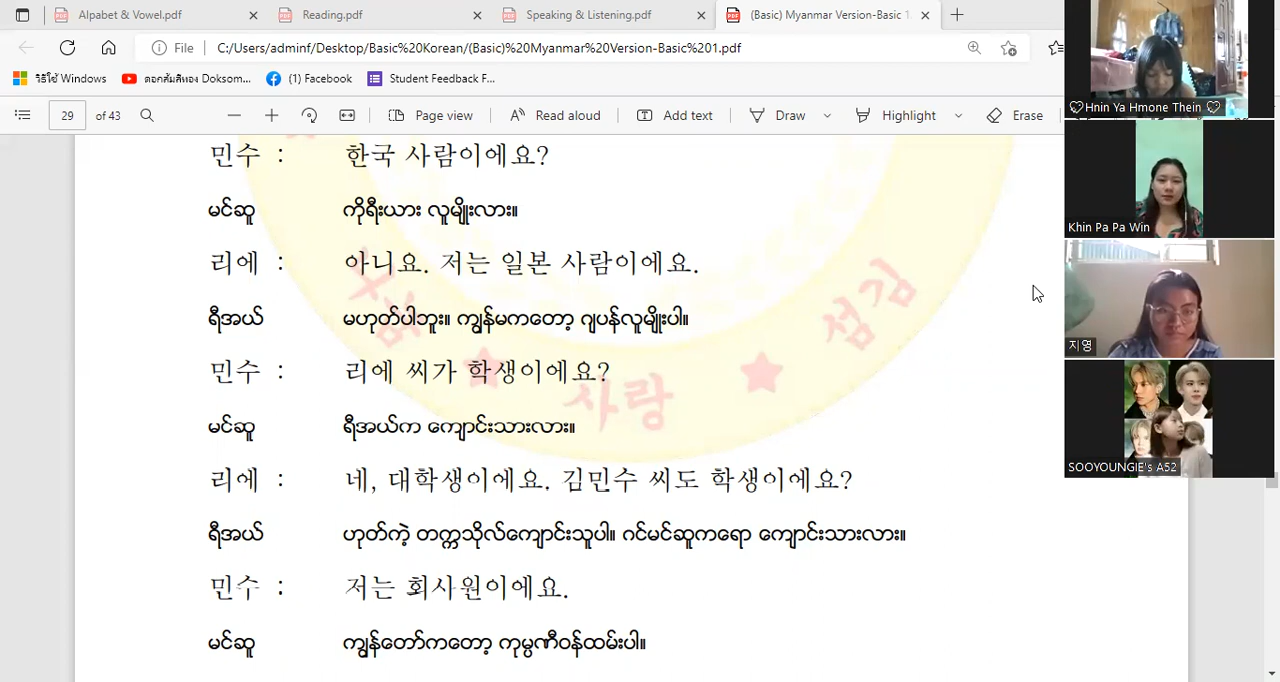 Alpabet & Vowel.pdf
Reading.pdf
Speaking & Listening.pdf
(Basic) Myanmar Version-Basic 1
File
C:/Users/adminf/Desktop/Basic%20Korean/(Basic)%20Myanmar%20Version-Basic%201.pdf
วิธีใช้ Windows
ดอกส้มสีทอง Doksom...
(1) Facebook
Student Feedback F...
29 of 43
Page view
Read aloud
Add text
Draw
Highlight
Erase
민수 : 한국 사람이에요?
မင်ဆူ ကိုရီးယား လူမျိုးလား။
리에 : 아니요. 저는 일본 사람이에요.
ရီအယ် မဟုတ်ပါဘူး။ ကျွန်မကတော့ ဂျပန်လူမျိုးပါ။
민수 : 리에 씨가 학생이에요?
မင်ဆူ ရီအယ်က ကျောင်းသားလား။
리에 : 네, 대학생이에요. 김민수 씨도 학생이에요?
ရီအယ် ဟုတ်ကဲ့ တက္ကသိုလ်ကျောင်းသူပါ။ ဂင်မင်ဆူကရော ကျောင်းသားလား။
민수 : 저는 회사원이에요.
မင်ဆူ ကျွန်တော်ကတော့ ကုမ္ပဏီဝန်ထမ်းပါ။
사랑
섬김
♡Hnin Ya Hmone Thein ♡
Khin Pa Pa Win
지영
SOOYOUNGIE's A52